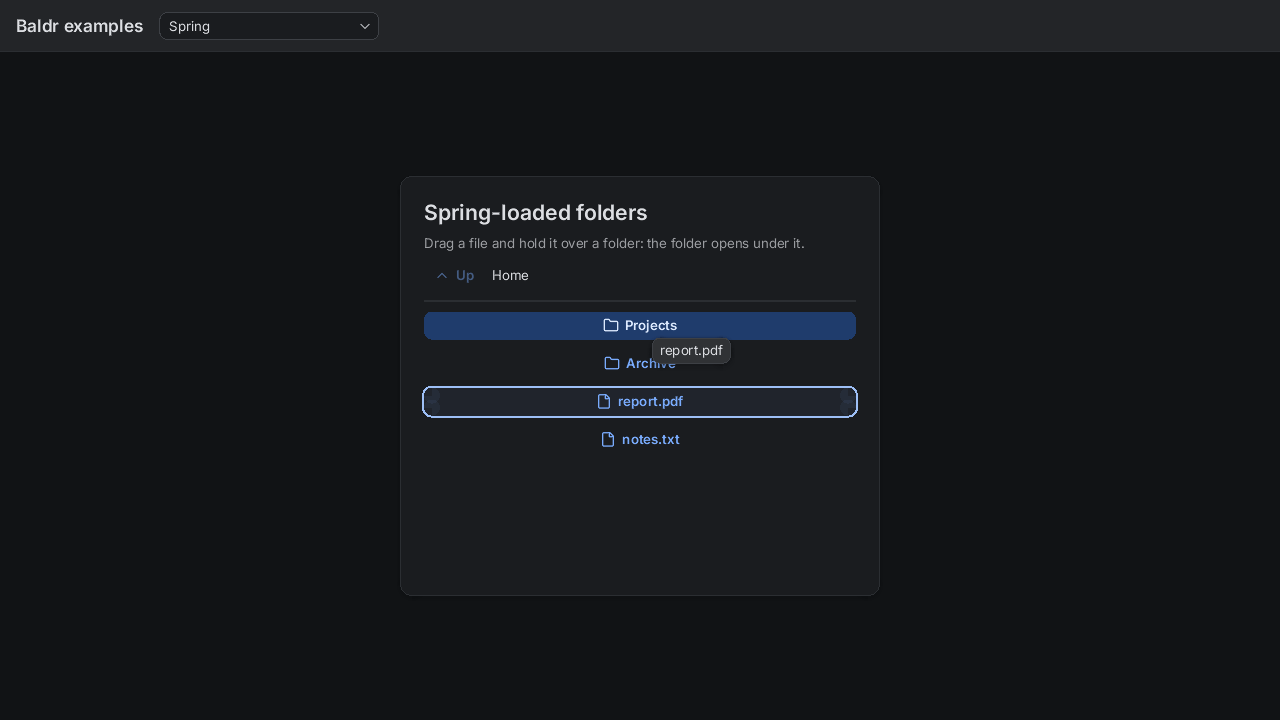 Baldr examples
Spring
Spring-loaded folders
Drag a file and hold it over a folder: the folder opens under it.
Up
Home
Projects
report.pdf
Archive
report.pdf
notes.txt